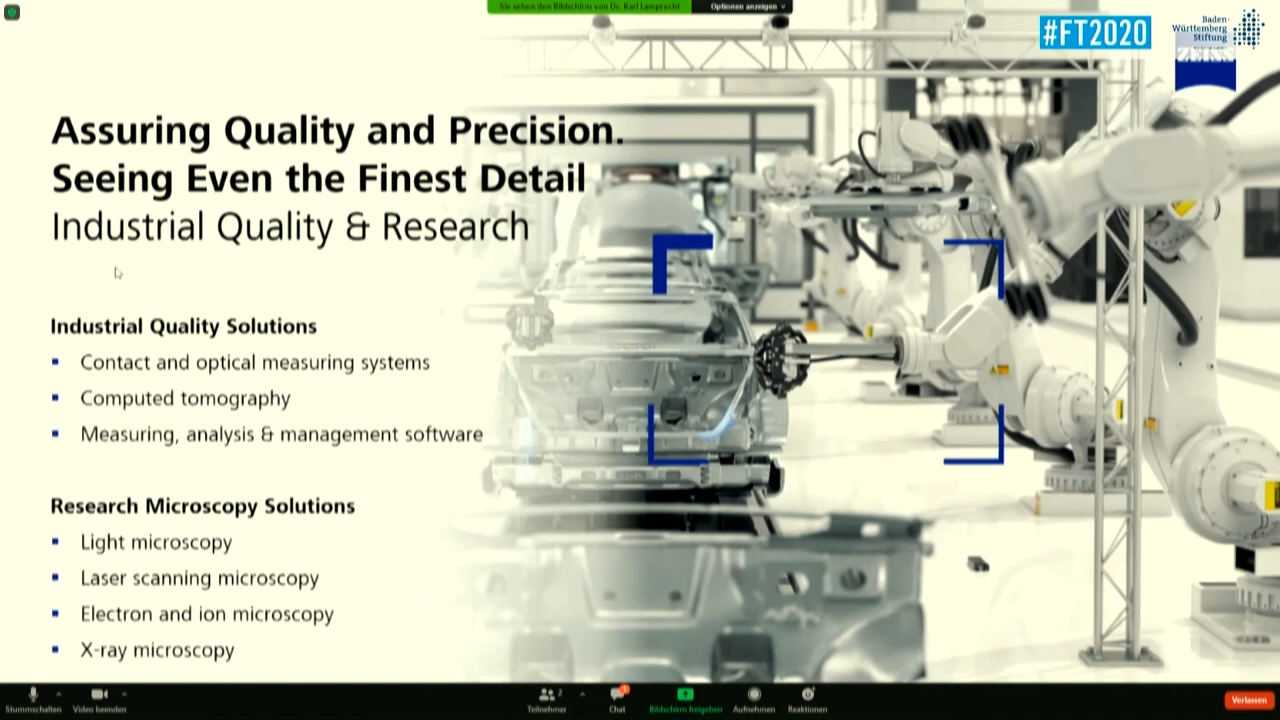 Sie sehen den Bildschirm von Dr. Karl Lamprecht
Optionen anzeigen
#FT2020
Baden-
Württemberg
Stiftung
ZEISS
Assuring Quality and Precision.
Seeing Even the Finest Detail
Industrial Quality & Research
Industrial Quality Solutions
▪ Contact and optical measuring systems
▪ Computed tomography
▪ Measuring, analysis & management software
Research Microscopy Solutions
▪ Light microscopy
▪ Laser scanning microscopy
▪ Electron and ion microscopy
▪ X-ray microscopy
Stummschalten
Video beenden
Teilnehmer
2
Chat
1
Bildschirm freigeben
Aufnehmen
Reaktionen
Verlassen